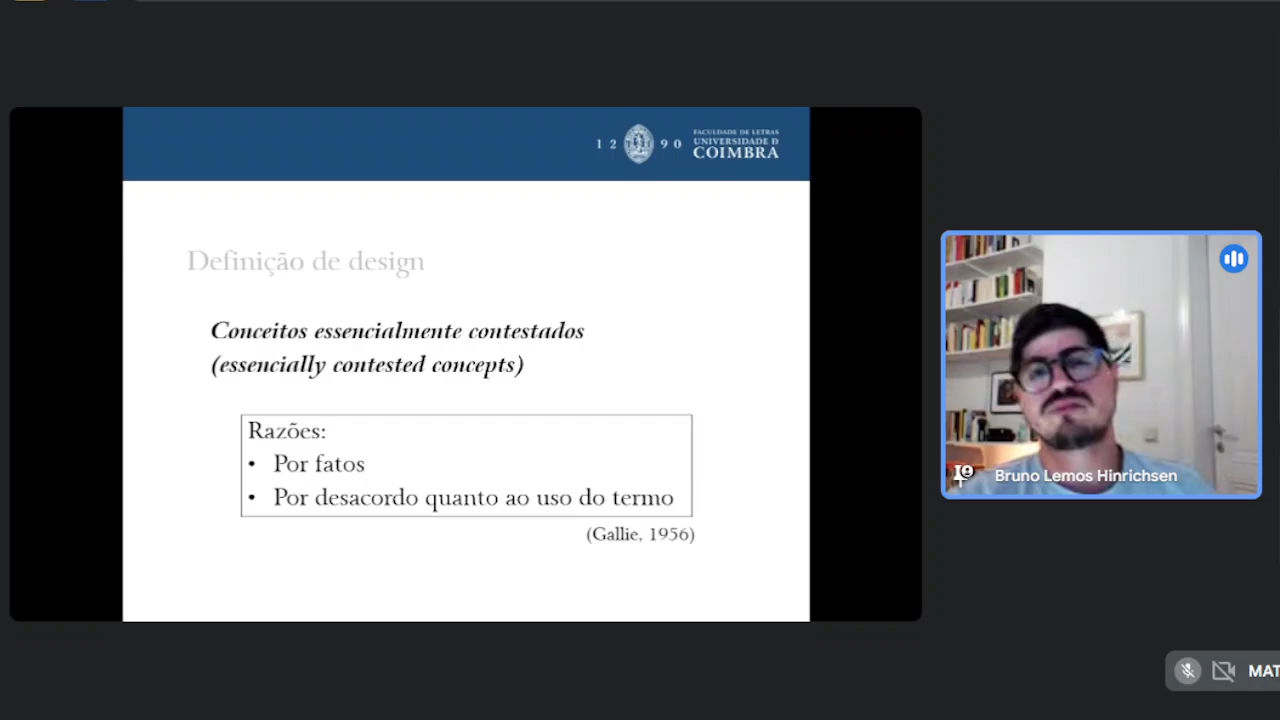 1 2 9 0
FACULDADE DE LETRAS
UNIVERSIDADE D
COIMBRA
Definição de design
Conceitos essencialmente contestados
(essencially contested concepts)
Razões:
• Por fatos
• Por desacordo quanto ao uso do termo
(Gallie, 1956)
Bruno Lemos Hinrichsen
MAT